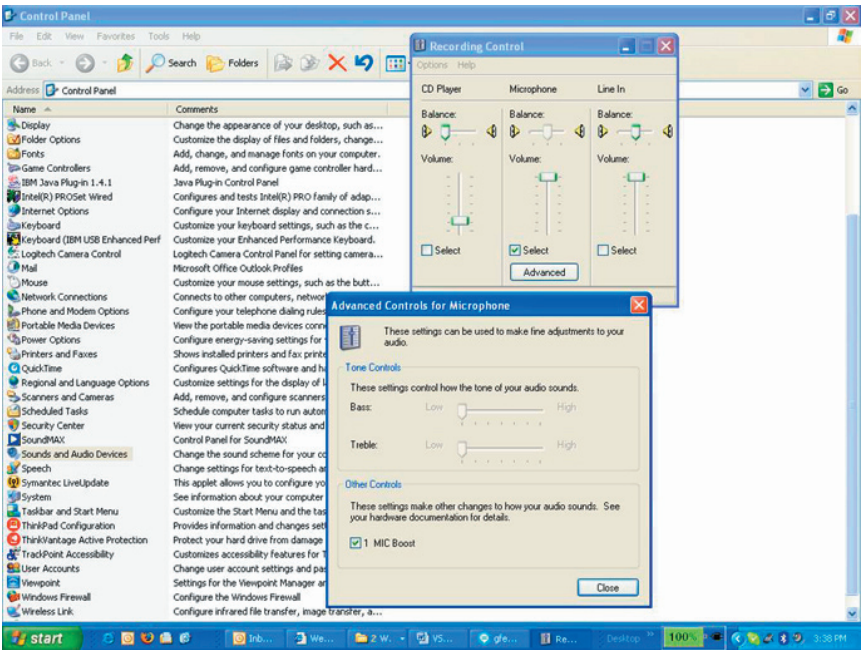 Control Panel
File Edit View Favorites Tools Help
Back Search Folders
Address Control Panel Go
Name Comments
Display Change the appearance of your desktop, such as...
Folder Options Customize the display of files and folders, change...
Fonts Add, change, and manage fonts on your computer.
Game Controllers Add, remove, and configure game controller hard...
IBM Java Plug-in 1.4.1 Java Plug-in Control Panel
Intel(R) PROSet Wired Configures and tests Intel(R) PRO family of adap...
Internet Options Configure your Internet display and connection s...
Keyboard Customize your keyboard settings, such as the c...
Keyboard (IBM USB Enhanced Perf Customize your Enhanced Performance Keyboard.
Logitech Camera Control Logitech Camera Control Panel for setting camera...
Mail Microsoft Office Outlook Profiles
Mouse Customize your mouse settings, such as the butt...
Network Connections Connects to other computers, networ
Phone and Modem Options Configure your telephone dialing rules
Portable Media Devices View the portable media devices conn
Power Options Configure energy-saving settings for
Printers and Faxes Shows installed printers and fax printe
QuickTime Configures QuickTime software and ha
Regional and Language Options Customize settings for the display of l
Scanners and Cameras Add, remove, and configure scanners
Scheduled Tasks Schedule computer tasks to run autom
Security Center View your current security status and
SoundMAX Control Panel for SoundMAX
Sounds and Audio Devices Change the sound scheme for your co
Speech Change settings for text-to-speech an
Symantec LiveUpdate This applet allows you to configure yo
System See information about your computer
Taskbar and Start Menu Customize the Start Menu and the tas
ThinkPad Configuration Provides information and changes sett
ThinkVantage Active Protection Protect your hard drive from damage
TrackPoint Accessibility Customizes accessibility features for T
User Accounts Change user account settings and pas
Viewpoint Settings for the Viewpoint Manager an
Windows Firewall Configure the Windows Firewall
Wireless Link Configure infrared file transfer, image transfer, a...
Recording Control
Options Help
CD Player Microphone Line In
Balance: Balance: Balance:
Volume: Volume: Volume:
Select Select Select
Advanced
Advanced Controls for Microphone
These settings can be used to make fine adjustments to your
audio.
Tone Controls
These settings control how the tone of your audio sounds.
Bass: Low High
Treble: Low High
Other Controls
These settings make other changes to how your audio sounds. See
your hardware documentation for details.
1 MIC Boost
Close
start Inb... We... 2 W. VS... gfe... Re... Desktop 100% 3:38 PM